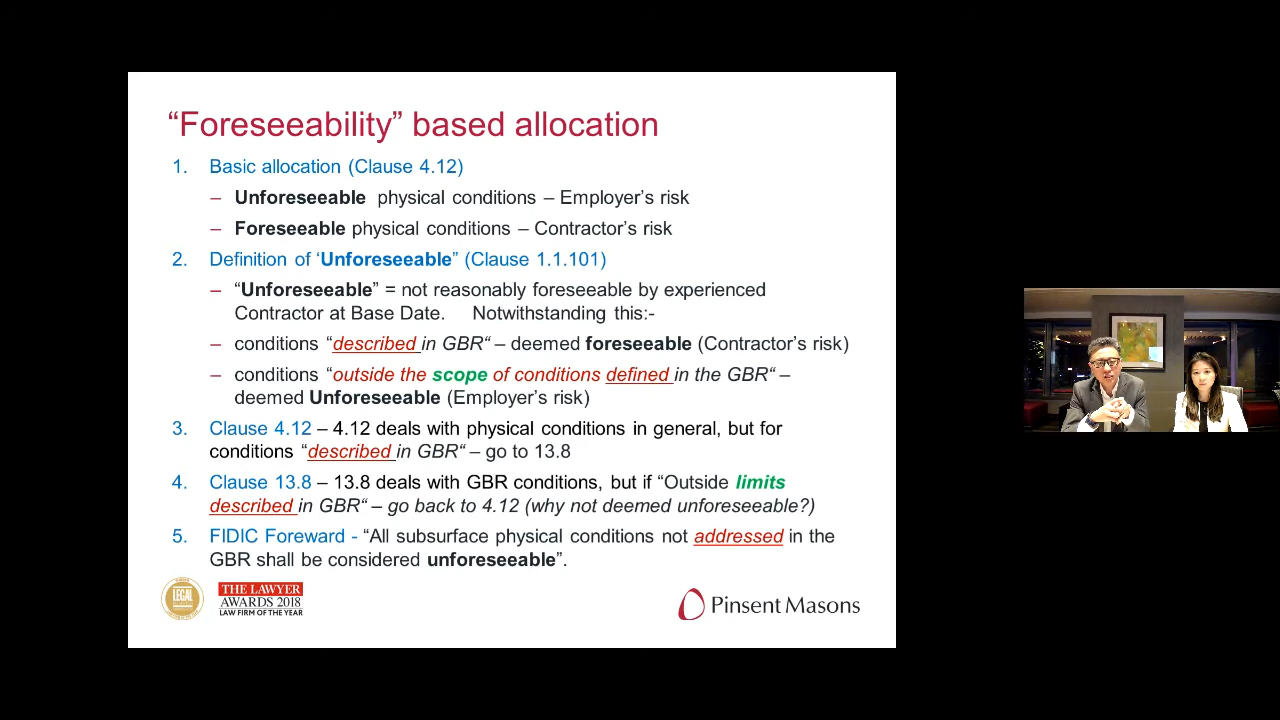 “Foreseeability” based allocation
1. Basic allocation (Clause 4.12)
– Unforeseeable physical conditions – Employer’s risk
– Foreseeable physical conditions – Contractor’s risk
2. Definition of ‘Unforeseeable” (Clause 1.1.101)
– “Unforeseeable” = not reasonably foreseeable by experienced
Contractor at Base Date. Notwithstanding this:-
– conditions “described in GBR“ – deemed foreseeable (Contractor’s risk)
– conditions “outside the scope of conditions defined in the GBR“ –
deemed Unforeseeable (Employer’s risk)
3. Clause 4.12 – 4.12 deals with physical conditions in general, but for
conditions “described in GBR“ – go to 13.8
4. Clause 13.8 – 13.8 deals with GBR conditions, but if “Outside limits
described in GBR“ – go back to 4.12 (why not deemed unforeseeable?)
5. FIDIC Foreward - “All subsurface physical conditions not addressed in the
GBR shall be considered unforeseeable”.
LEGAL
THE LAWYER
AWARDS 2018
LAW FIRM OF THE YEAR
Pinsent Masons